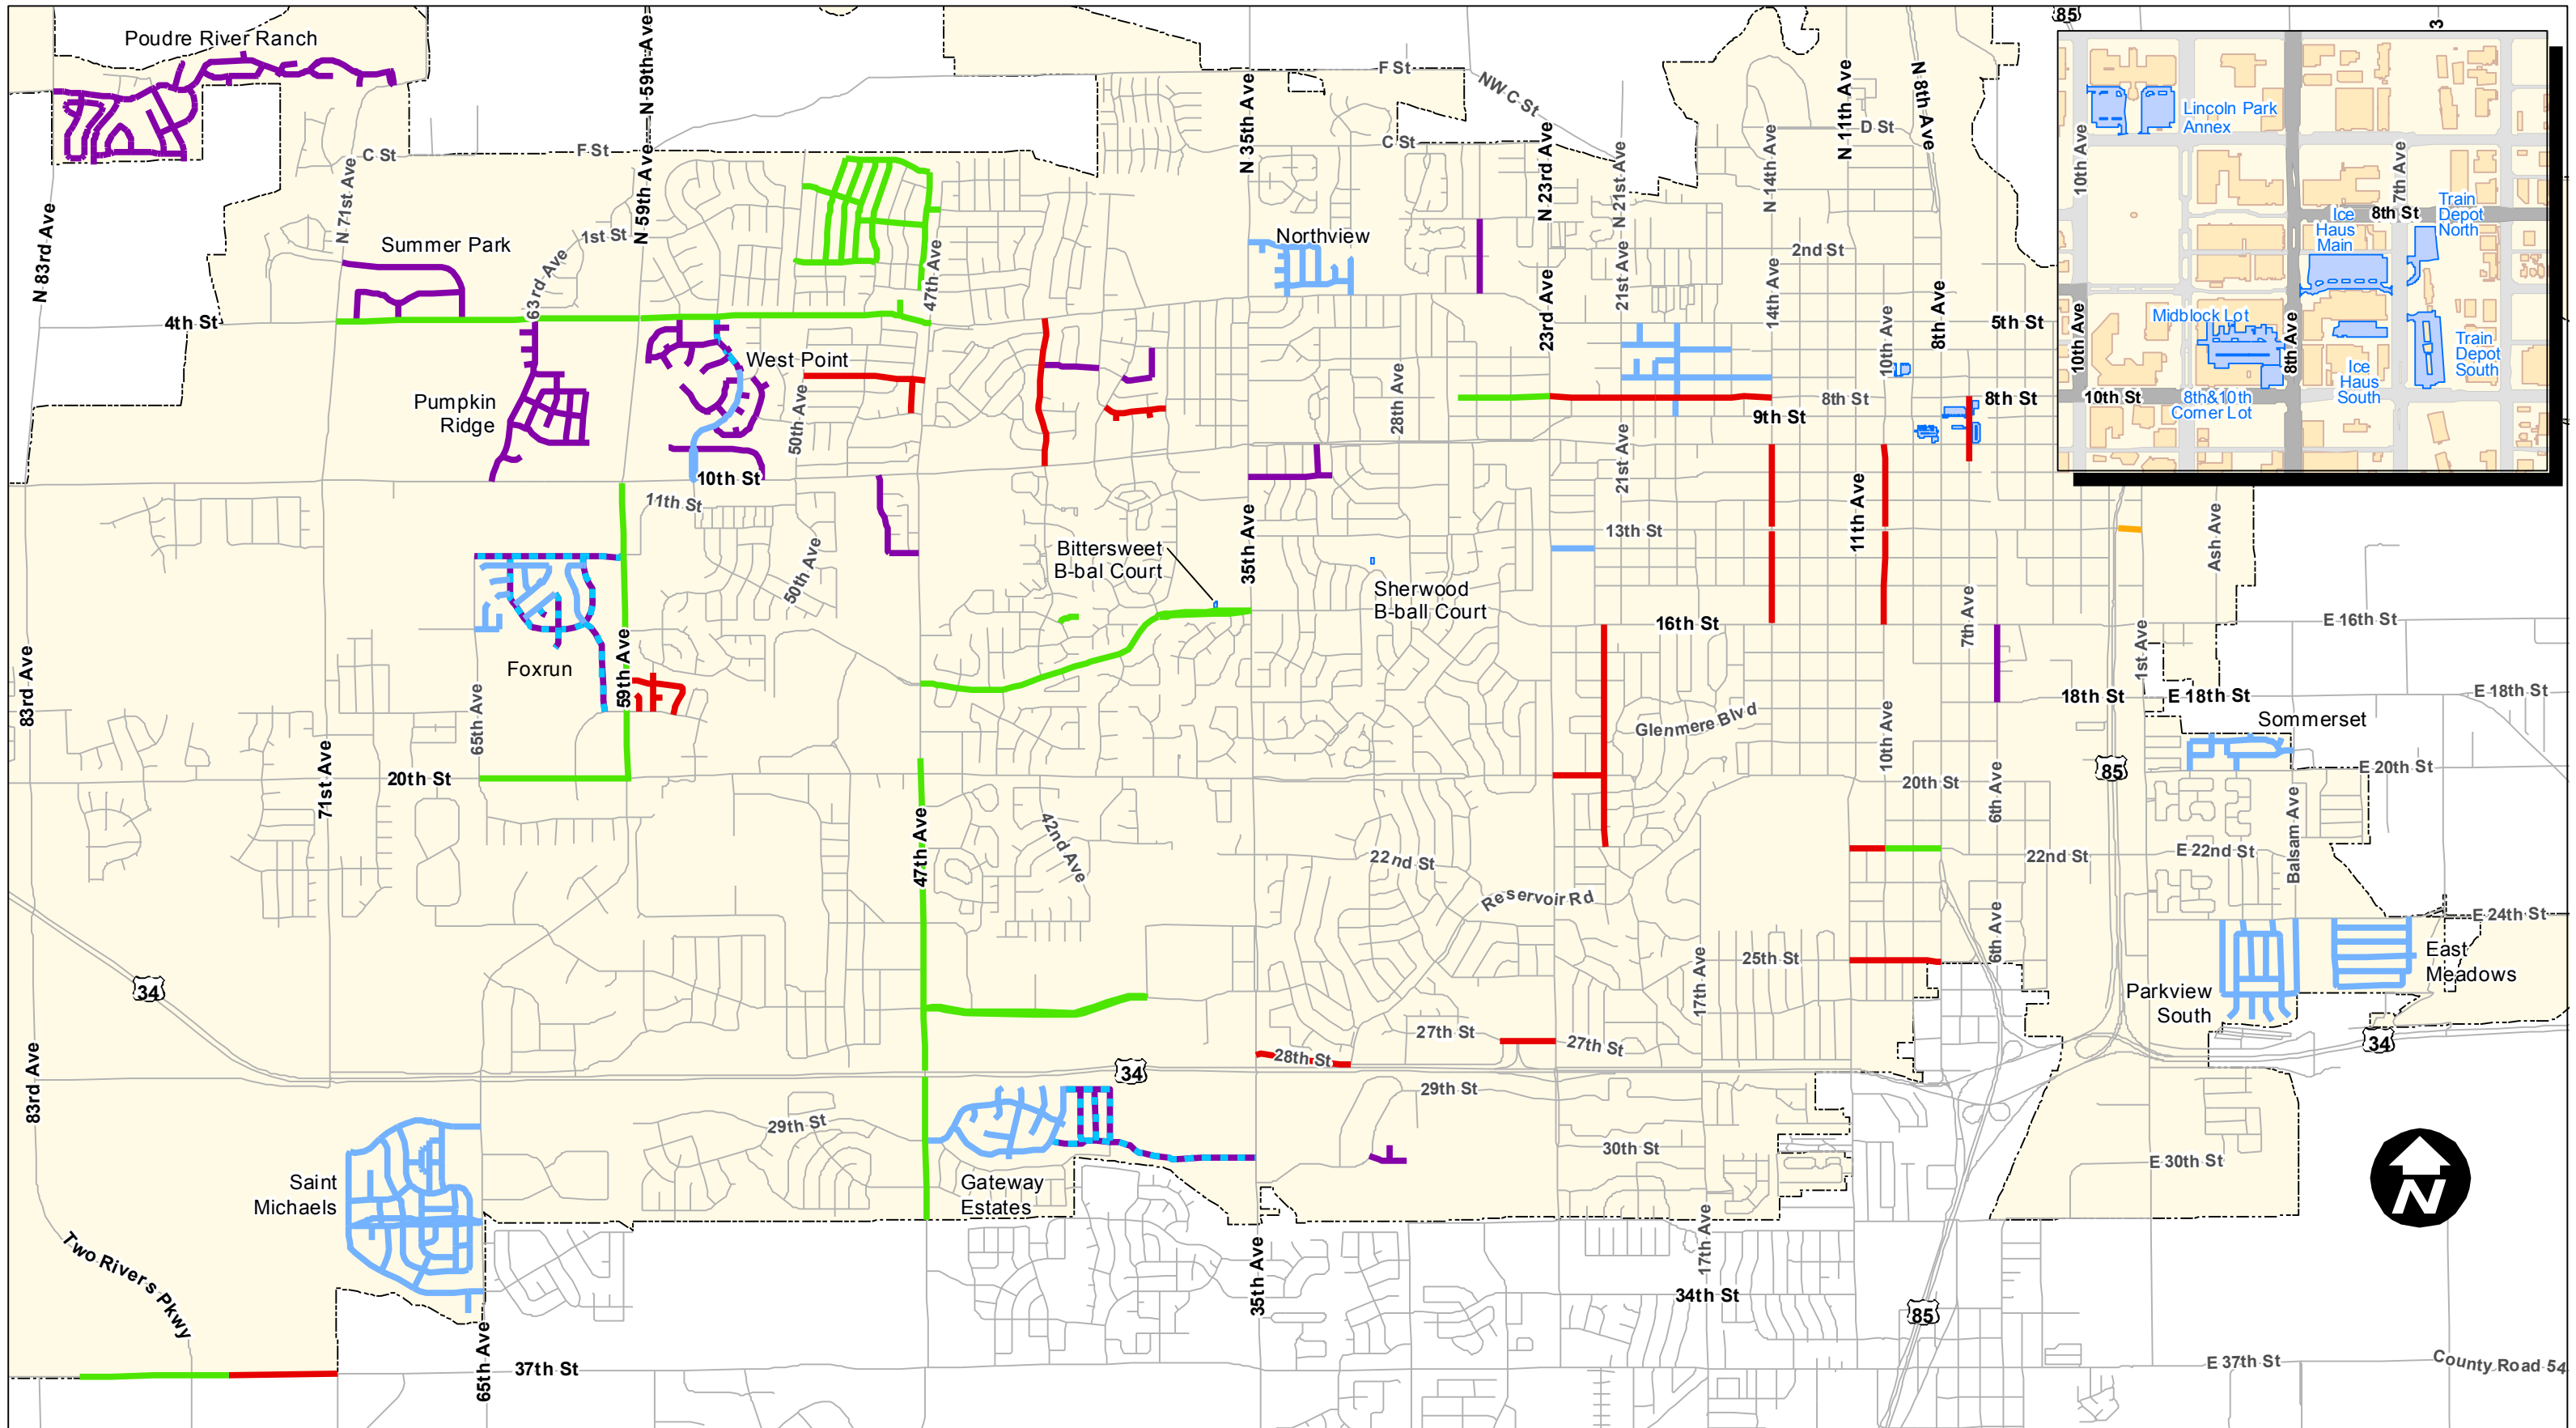 Poudre River Ranch
N 59th Ave
F St
NW C St
N 35th Ave
N 11th Ave
N 8th Ave
85
3
C St
F St
N 71st Ave
N 59th Ave
C St
N 23rd Ave
N 21st Ave
N 14th Ave
D St
N 83rd Ave
Summer Park
1st St
63rd Ave
47th Ave
Northview
23rd Ave
21st Ave
14th Ave
2nd St
10th Ave
8th Ave
5th St
4th St
Lincoln Park
Annex
10th Ave
7th Ave
Train
Depot
North
8th St
Ice
Haus
Main
Midblock Lot
10th Ave
8th Ave
Train
Depot
South
Ice
Haus
South
10th St
8th&10th
Corner Lot
West Point
Pumpkin
Ridge
50th Ave
28th Ave
8th St
8th St
9th St
21st Ave
10th St
11th St
11th Ave
13th St
Ash Ave
50th Ave
35th Ave
Bittersweet
B-bal Court
Sherwood
B-ball Court
16th St
7th Ave
E 16th St
1st Ave
Foxrun
59th Ave
65th Ave
83rd Ave
18th St
E 18th St
E 18th St
Glenmere Blvd
10th Ave
Sommerset
71st Ave
20th St
20th St
85
E 20th St
6th Ave
Balsam Ave
47th Ave
42nd Ave
22nd St
22nd St
E 22nd St
Reservoir Rd
6th Ave
E 24th St
25th St
17th Ave
East
Meadows
Parkview
South
34
27th St
27th St
28th St
34
34
83rd Ave
29th St
29th St
30th St
E 30th St
Saint
Michaels
Gateway
Estates
N
Two Rivers Pkwy
35th Ave
17th Ave
34th St
85
65th Ave
37th St
E 37th St
County Road 54